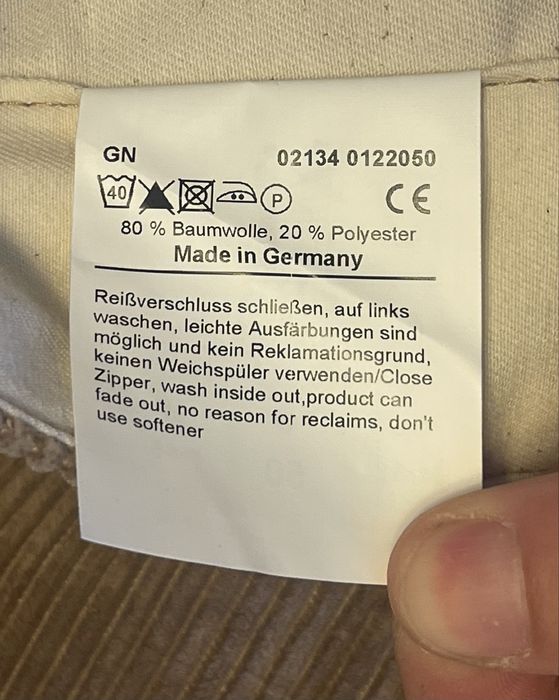 GN 02134 0122050
40 P CE
80 % Baumwolle, 20 % Polyester
Made in Germany
Reißverschluss schließen, auf links
waschen, leichte Ausfärbungen sind
möglich und kein Reklamationsgrund,
keinen Weichspüler verwenden/Close
Zipper, wash inside out,product can
fade out, no reason for reclaims, don't
use softener